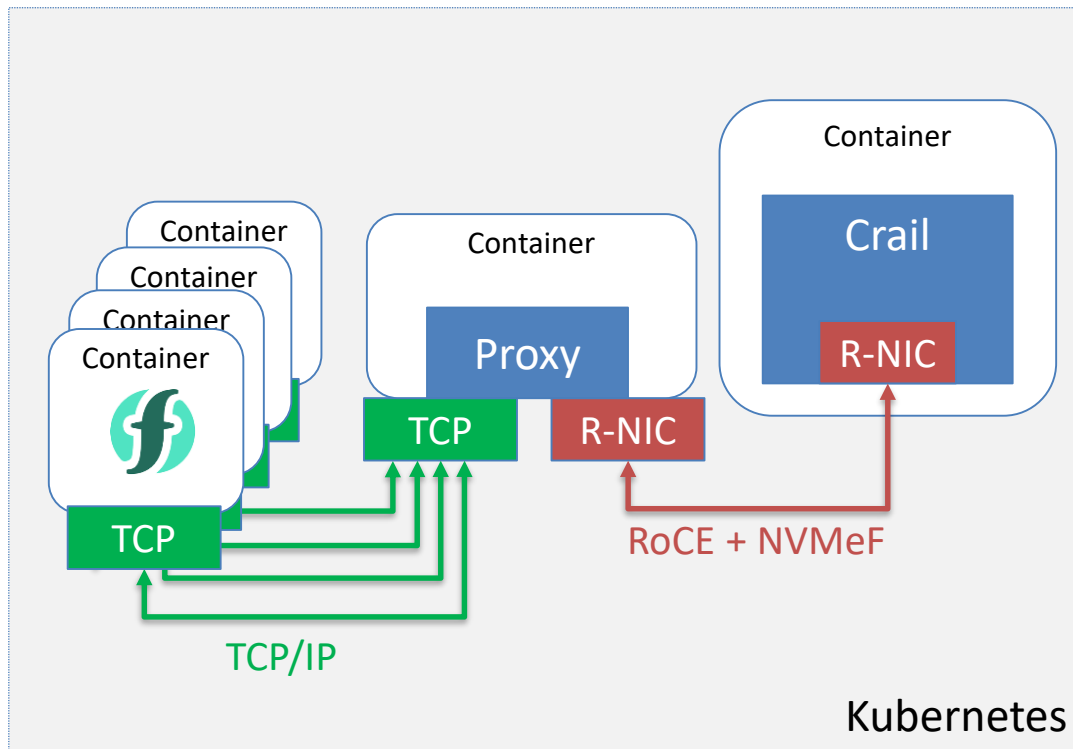 Container
Container
Container
Container
TCP
TCP/IP
Container
Proxy
TCP
R-NIC
RoCE + NVMeF
Container
Crail
R-NIC
Kubernetes